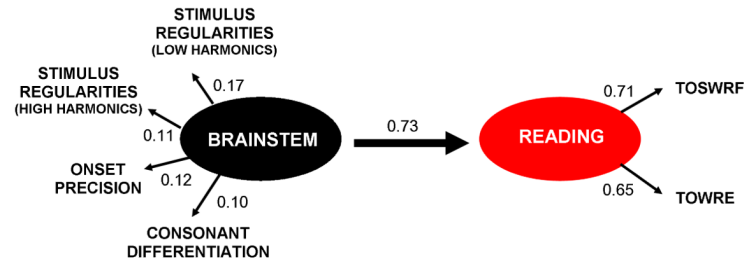 STIMULUS
REGULARITIES
(LOW HARMONICS)
STIMULUS
REGULARITIES
(HIGH HARMONICS)
0.17
0.11
BRAINSTEM
0.73
READING
0.71
TOSWRF
ONSET
PRECISION
0.12
0.10
0.65
TOWRE
CONSONANT
DIFFERENTIATION